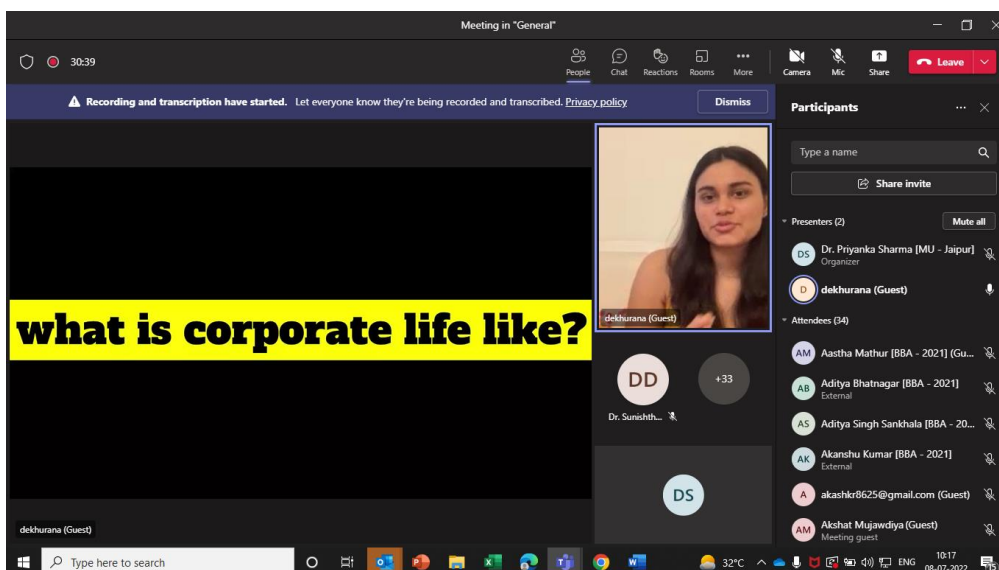 Meeting in "General"
30:39
People
Chat
Reactions
Rooms
More
Camera
Mic
Share
Leave
Recording and transcription have started. Let everyone know they're being recorded and transcribed. Privacy policy
Dismiss
what is corporate life like?
dekhurana (Guest)
dekhurana (Guest)
DD
Dr. Sunishth...
+33
DS
Participants
Type a name
Share invite
Presenters (2)
Mute all
DS
Dr. Priyanka Sharma [MU - Jaipur]
Organizer
D
dekhurana (Guest)
Attendees (34)
AM
Aastha Mathur [BBA - 2021] (Gu...
AB
Aditya Bhatnagar [BBA - 2021]
External
AS
Aditya Singh Sankhala [BBA - 20...
AK
Akanshu Kumar [BBA - 2021]
External
A
akashkr8625@gmail.com (Guest)
AM
Akshat Mujawdiya (Guest)
Meeting guest
Type here to search
32°C
ENG
10:17
08-07-2022
15